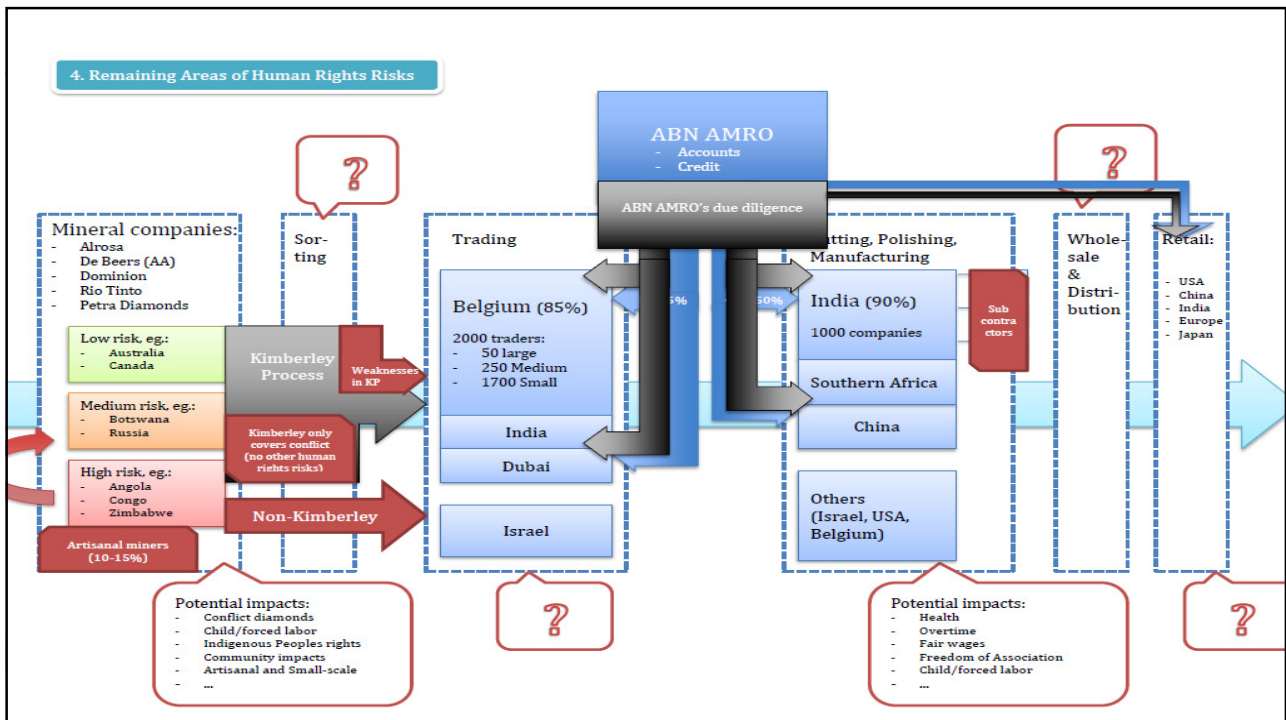 4. Remaining Areas of Human Rights Risks
ABN AMRO
- Accounts
- Credit
ABN AMRO's due diligence
?
?
Mineral companies:
- Alrosa
- De Beers (AA)
- Dominion
- Rio Tinto
- Petra Diamonds
Low risk, eg.:
- Australia
- Canada
Medium risk, eg.:
- Botswana
- Russia
High risk, eg.:
- Angola
- Congo
- Zimbabwe
Artisanal miners
(10-15%)
Sor-
ting
Kimberley
Process
Weaknesses
in KP
Kimberley only
covers conflict
(no other human
rights risks)
Non-Kimberley
Trading
Belgium (85%)
2000 traders:
- 50 large
- 250 Medium
- 1700 Small
India
Dubai
Israel
5%
50%
utting, Polishing,
Manufacturing
India (90%)
1000 companies
Southern Africa
China
Others
(Israel, USA,
Belgium)
Sub
contra
ctors
Whole-
sale
&
Distri-
bution
Retail:
- USA
- China
- India
- Europe
- Japan
Potential impacts:
- Conflict diamonds
- Child/forced labor
- Indigenous Peoples rights
- Community impacts
- Artisanal and Small-scale
- ...
?
Potential impacts:
- Health
- Overtime
- Fair wages
- Freedom of Association
- Child/forced labor
- ...
?